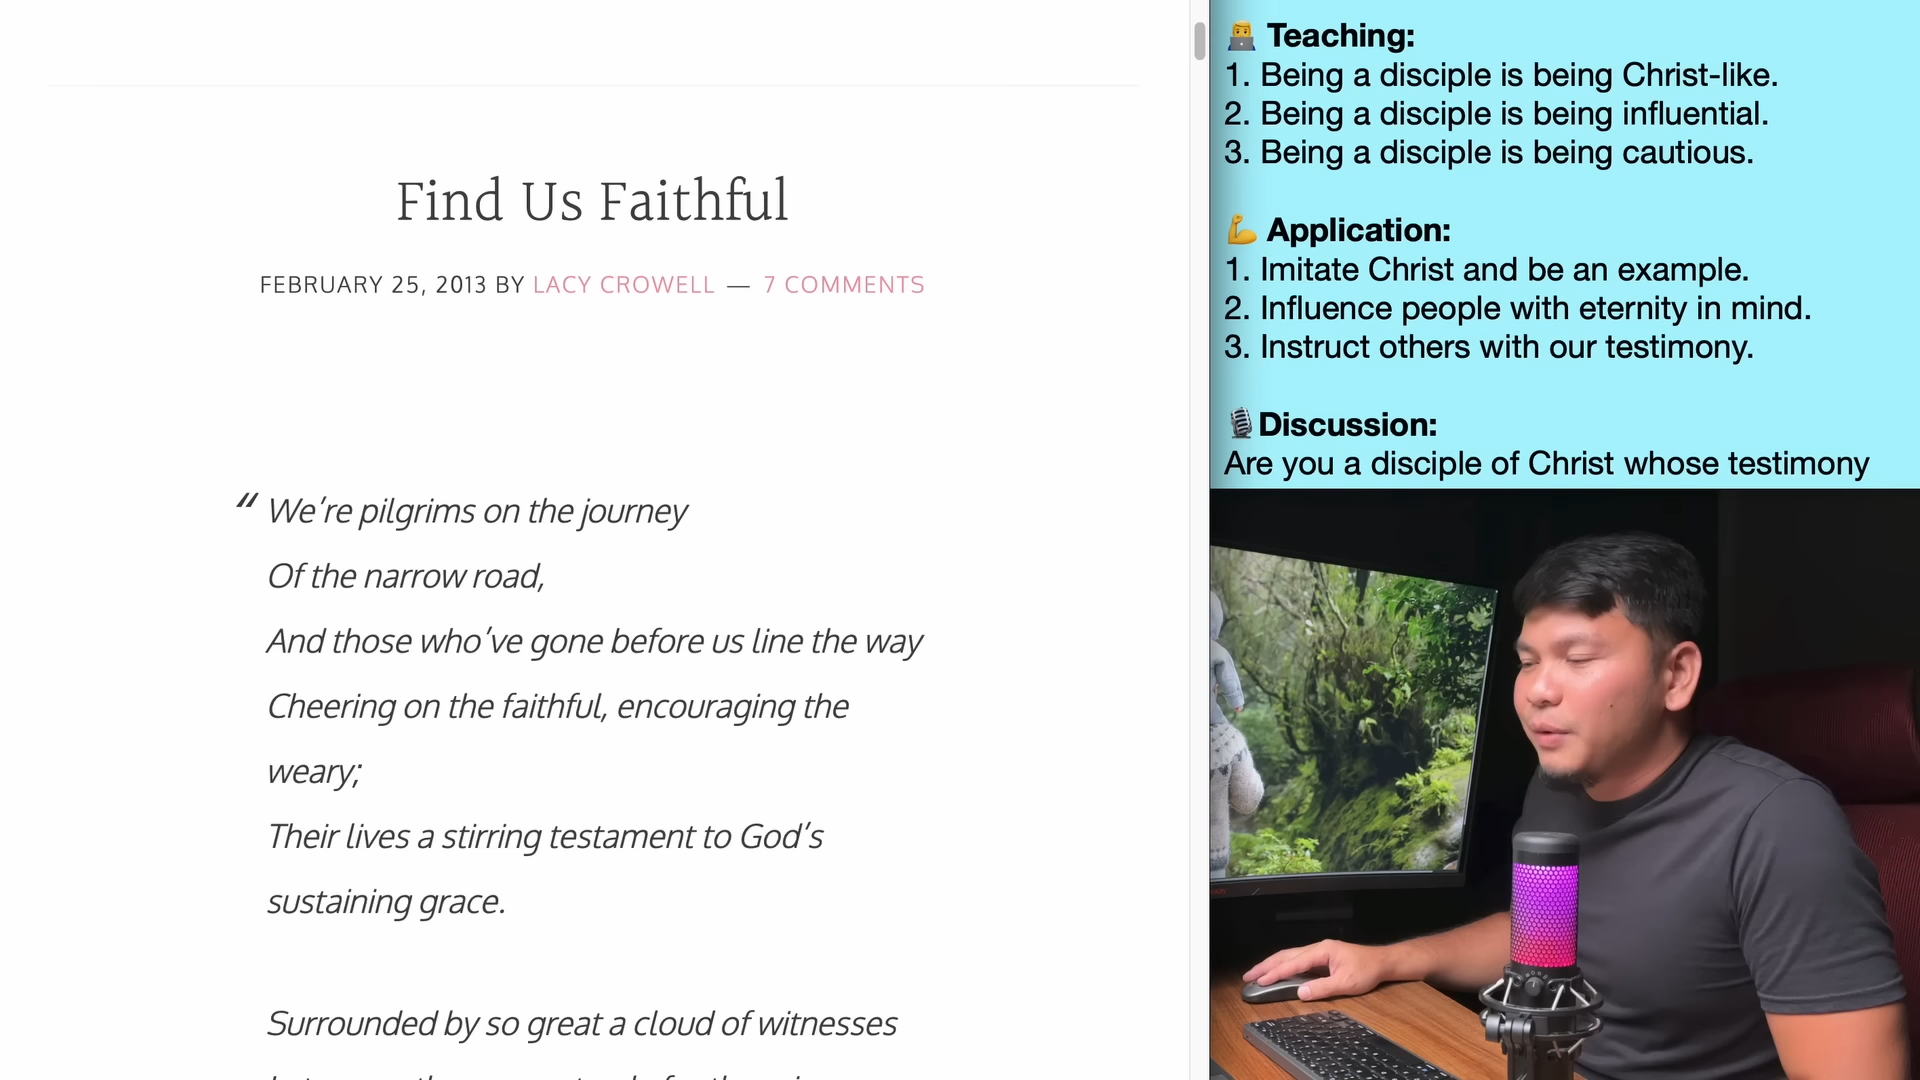 Find Us Faithful
FEBRUARY 25, 2013 BY LACY CROWELL — 7 COMMENTS
“ We’re pilgrims on the journey
Of the narrow road,
And those who’ve gone before us line the way
Cheering on the faithful, encouraging the
weary;
Their lives a stirring testament to God’s
sustaining grace.
Surrounded by so great a cloud of witnesses
Teaching:
1. Being a disciple is being Christ-like.
2. Being a disciple is being influential.
3. Being a disciple is being cautious.
Application:
1. Imitate Christ and be an example.
2. Influence people with eternity in mind.
3. Instruct others with our testimony.
Discussion:
Are you a disciple of Christ whose testimony